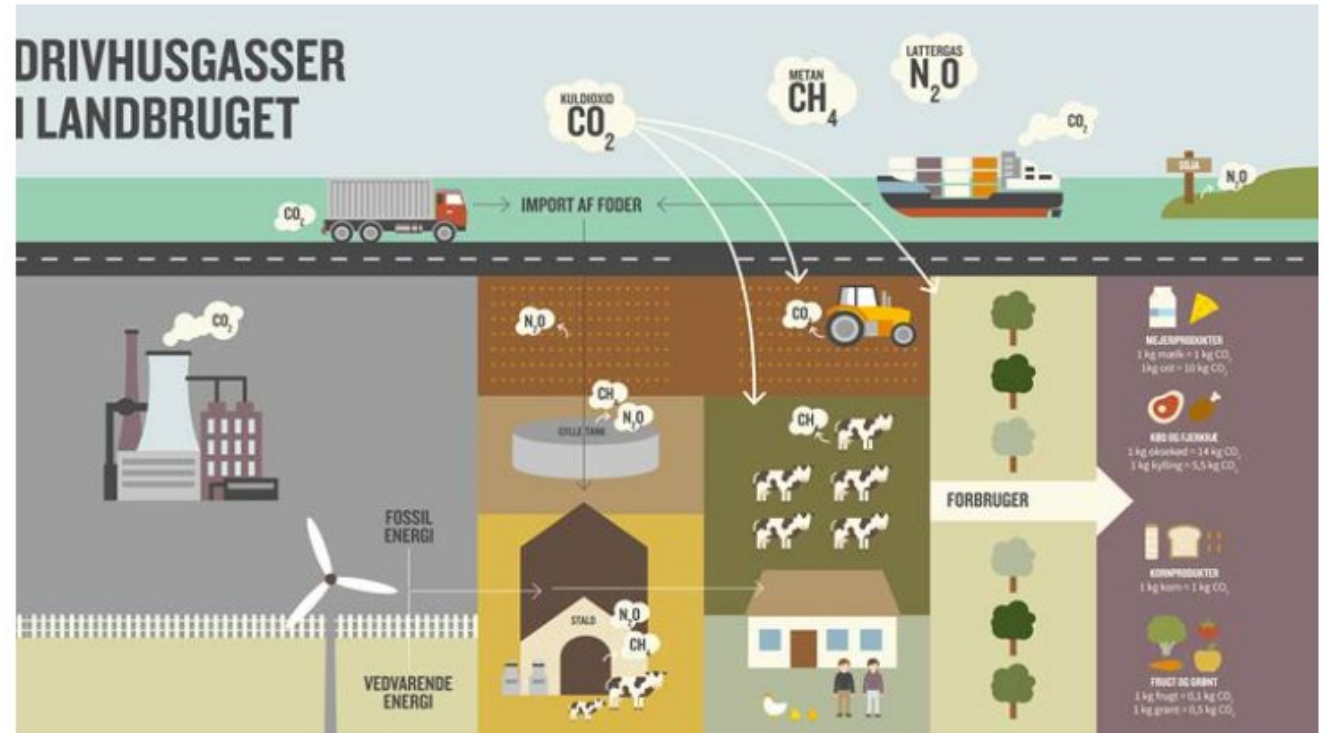 DRIVHUSGASSER
I LANDBRUGET
KULDIOXID
CO2
METAN
CH4
LATTERGAS
N2O
CO2
SOJA
N2O
CO2
IMPORT AF FODER
CO2
N2O
CO2
CH4
N2O
GYLLETANK
CH4
FOSSIL
ENERGI
VEDVARENDE
ENERGI
STALD
N2O
CH4
FORBRUGER
MEJERIPRODUKTER
1 kg mælk = 1 kg CO2
1kg ost = 10 kg CO2
KØD OG FJERKRÆ
1 kg oksekød = 14 kg CO2
1 kg kylling = 5,5 kg CO2
KORNPRODUKTER
1 kg korn = 1 kg CO2
FRUGT OG GRØNT
1 kg frugt = 0,1 kg CO2
1 kg grønt = 0,5 kg CO2